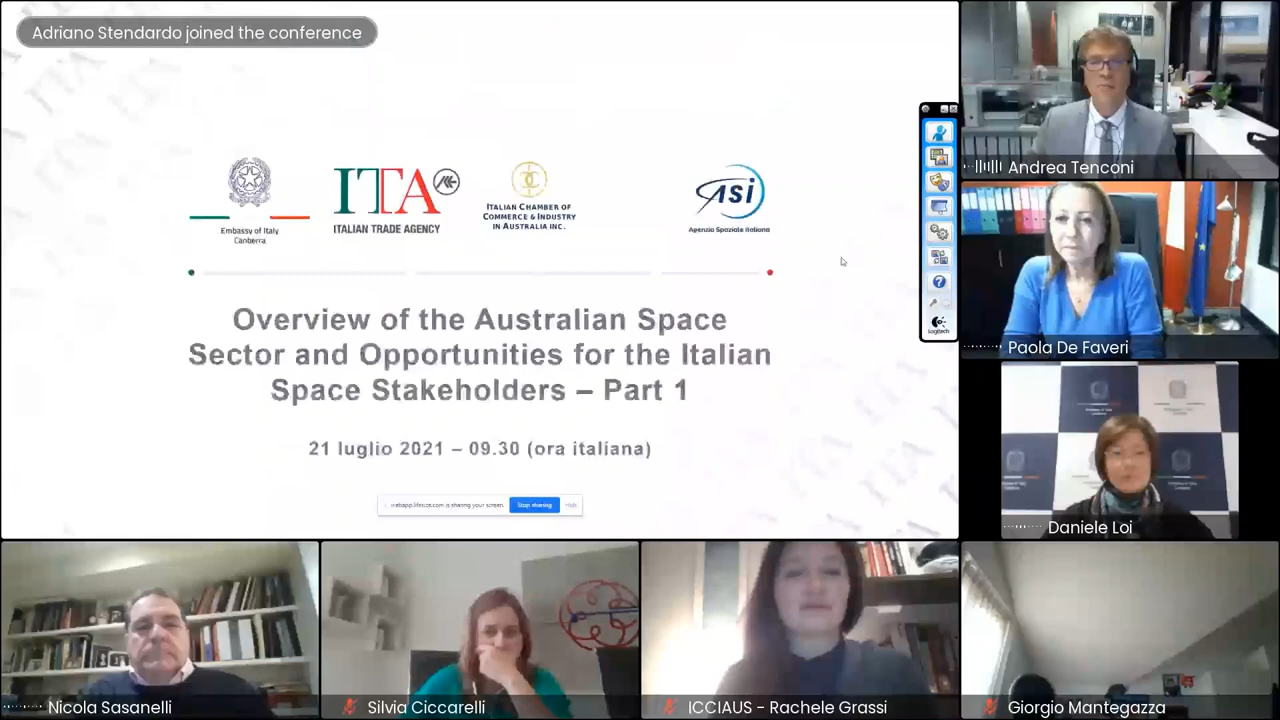 Adriano Stendardo joined the conference
Embassy of Italy
Canberra
ITA
ITALIAN TRADE AGENCY
ITALIAN CHAMBER OF
COMMERCE & INDUSTRY
IN AUSTRALIA INC.
asi
Agenzia Spaziale Italiana
Overview of the Australian Space
Sector and Opportunities for the Italian
Space Stakeholders – Part 1
21 luglio 2021 – 09.30 (ora italiana)
webapp.lifesize.com is sharing your screen.
Stop sharing
Hide
Logitech
Andrea Tenconi
Paola De Faveri
Daniele Loi
Nicola Sasanelli
Silvia Ciccarelli
ICCIAUS - Rachele Grassi
Giorgio Mantegazza